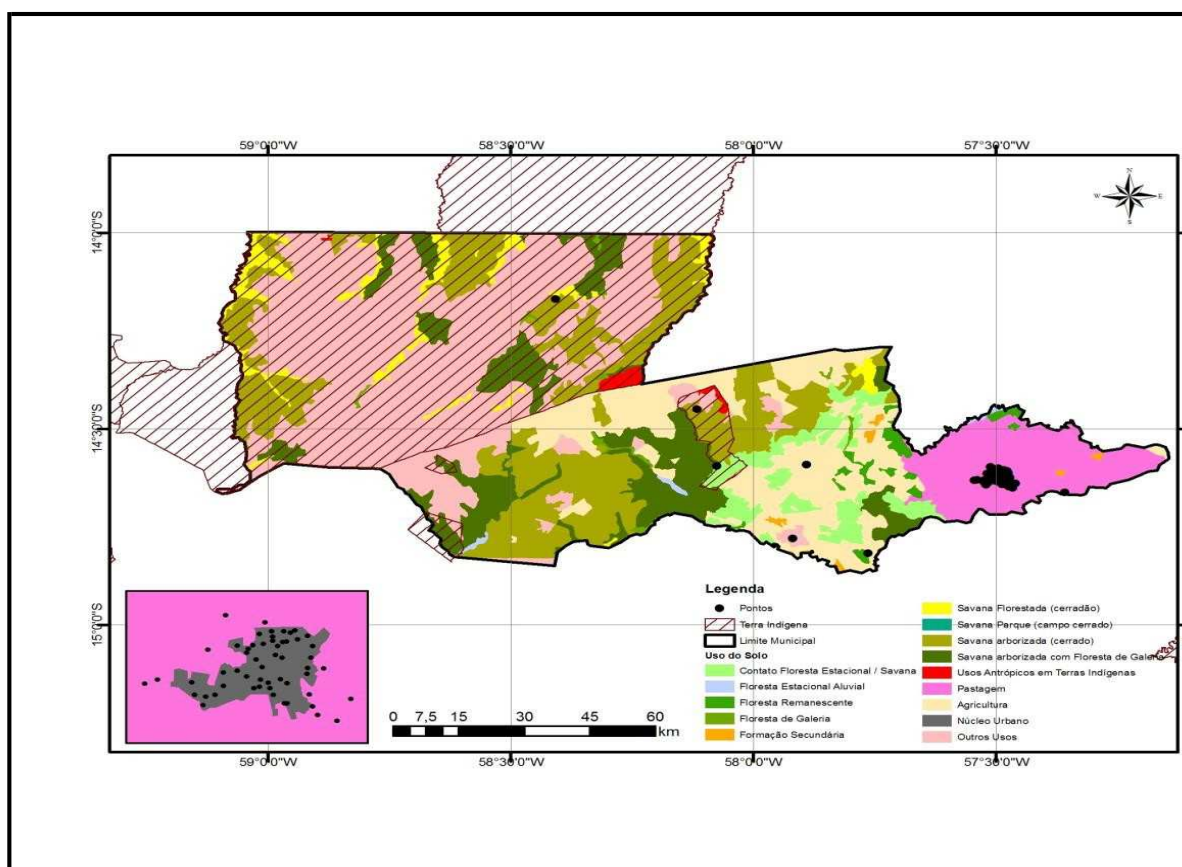 59°0'0"W 58°30'0"W 58°0'0"W 57°30'0"W
N
W E
S
14°0'0"S
14°30'0"S
15°0'0"S
Legenda
Pontos
Terra Indígena
Limite Municipal
Uso do Solo
Contato Floresta Estacional / Savana
Floresta Estacional Aluvial
Floresta Remanescente
Floresta de Galeria
Formação Secundária
Savana Florestada (cerradão)
Savana Parque (campo cerrado)
Savana arborizada (cerrado)
Savana arborizada com Floresta de Galeria
Usos Antrópicos em Terras Indígenas
Pastagem
Agricultura
Núcleo Urbano
Outros Usos
0 7,5 15 30 45 60
km
59°0'0"W 58°30'0"W 58°0'0"W 57°30'0"W